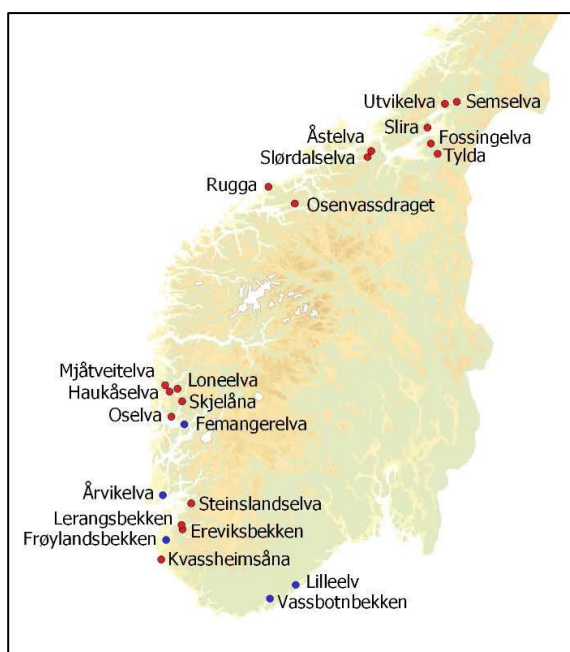 Utvikelva
Semselva
Slira
Åstelva
Fossingelva
Slørdalselva
Tylda
Rugga
Osenvassdraget
Mjåtveitelva
Loneelva
Haukåselva
Skjelåna
Oselva
Femangerelva
Årvikelva
Steinslandselva
Lerangsbekken
Ereviksbekken
Frøylandsbekken
Kvassheimsåna
Lilleelv
Vassbotnbekken